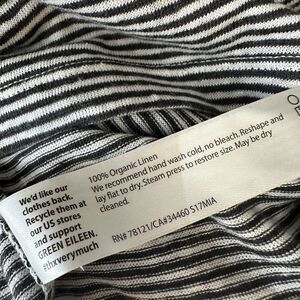 We'd like our
clothes back.
Recycle them at
our US stores
and support
GREEN EILEEN.
#thxverymuch
100% Organic Linen
We recommend hand wash cold, no bleach. Reshape and
lay flat to dry. Steam press to restore size. May be dry
cleaned.
RN# 78121/CA#34460 S17MIA